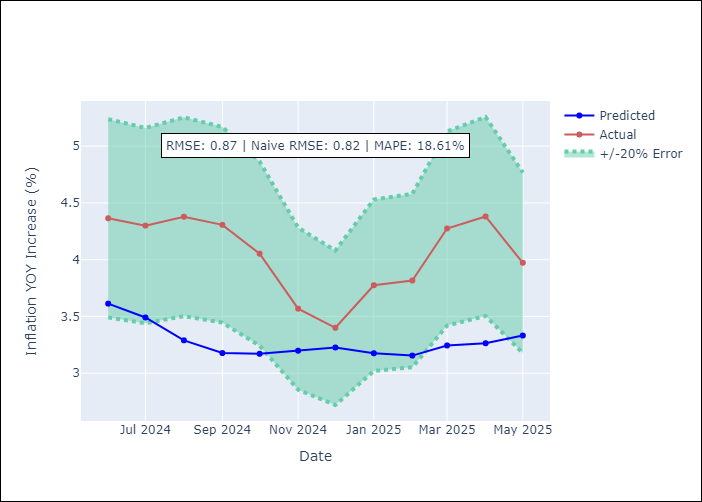 Predicted
Actual
+/-20% Error
RMSE: 0.87 | Naive RMSE: 0.82 | MAPE: 18.61%
Inflation YOY Increase (%)
5
4.5
4
3.5
3
Jul 2024
Sep 2024
Nov 2024
Jan 2025
Mar 2025
May 2025
Date